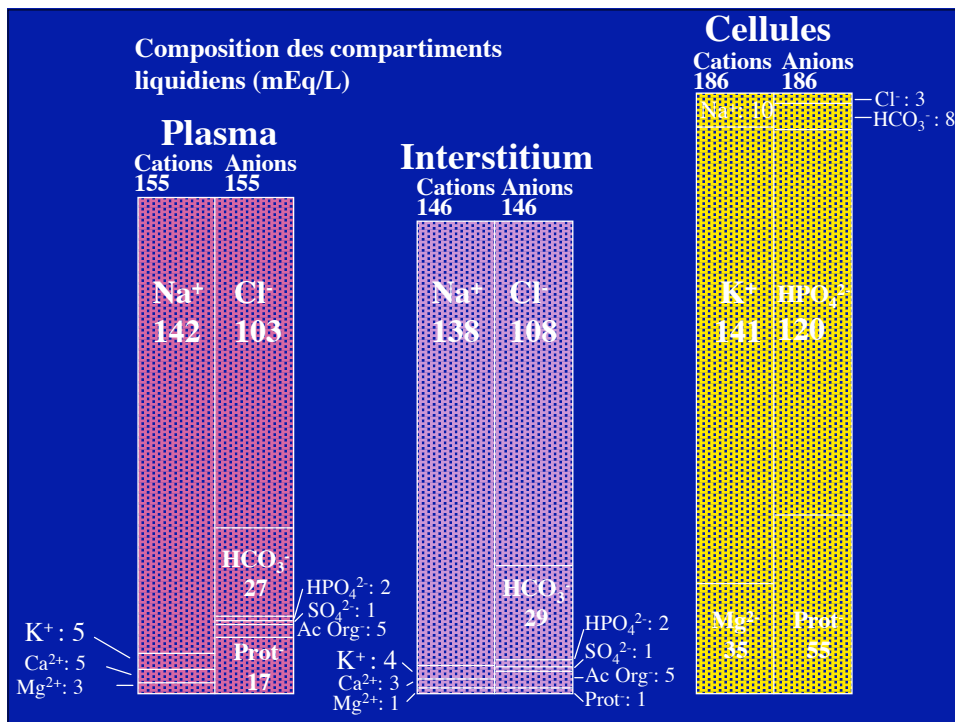 Composition des compartiments
liquidiens (mEq/L)
Plasma
Cations Anions
155 155
Na⁺ Cl⁻
142 103
HCO₃⁻
27
HPO₄²⁻: 2
SO₄²⁻: 1
Ac Org⁻: 5
Prot⁻
17
K⁺ : 5
Ca²⁺: 5
Mg²⁺: 3
Interstitium
Cations Anions
146 146
Na⁺ Cl⁻
138 108
HCO₃⁻
29
HPO₄²⁻: 2
SO₄²⁻: 1
Ac Org⁻: 5
Prot⁻: 1
K⁺ : 4
Ca²⁺: 3
Mg²⁺: 1
Cellules
Cations Anions
186 186
Na⁺: 10
Cl⁻ : 3
HCO₃⁻ : 8
K⁺ HPO₄²⁻
141 120
Mg²⁻ Prot⁻
35 55